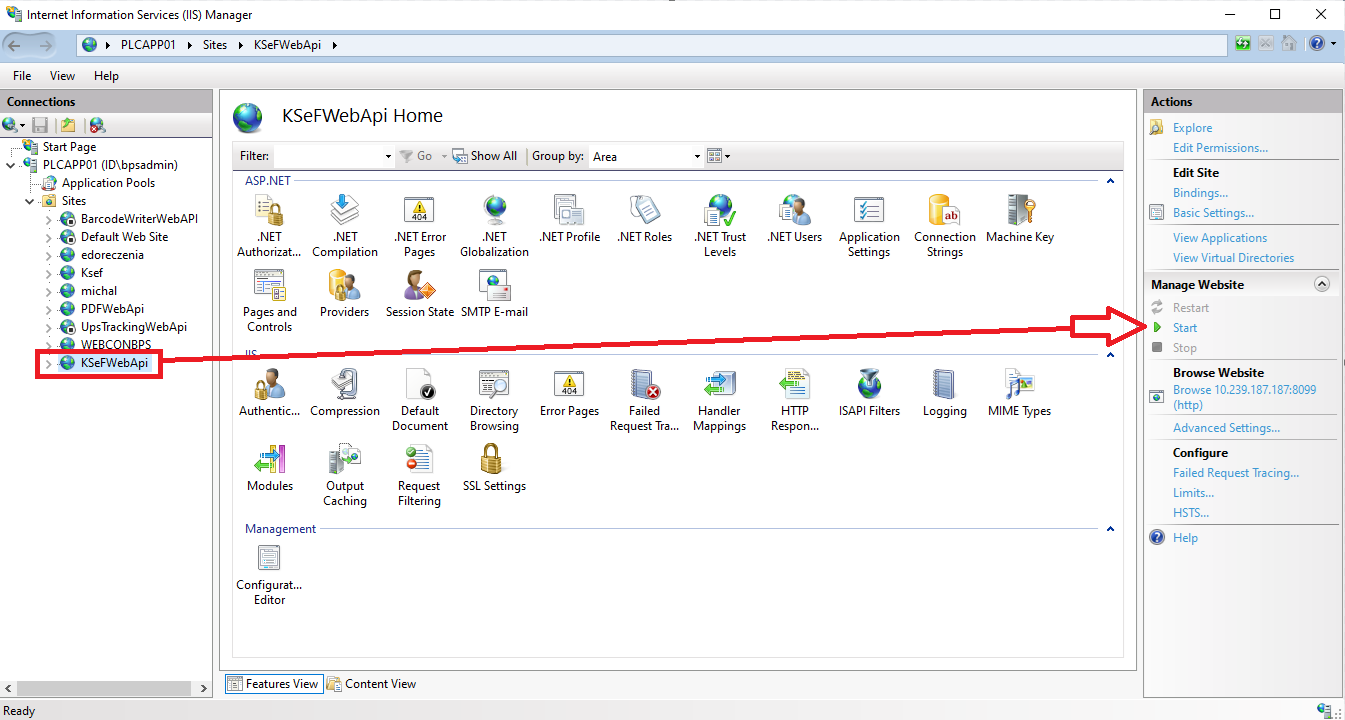 Internet Information Services (IIS) Manager
PLCAPP01
Sites
KSeFWebApi
File
View
Help
Connections
Start Page
PLCAPP01 (ID\bpsadmin)
Application Pools
Sites
BarcodeWriterWebAPI
Default Web Site
edoreczenia
Ksef
michal
PDFWebApi
UpsTrackingWebApi
WEBCONBPS
KSeFWebApi
KSeFWebApi Home
Filter:
Go
Show All
Group by:
Area
ASP.NET
.NET
Authorizat...
.NET
Compilation
.NET Error
Pages
404
.NET
Globalization
.NET Profile
.NET Roles
.NET Trust
Levels
.NET Users
Application
Settings
ab
Connection
Strings
Machine Key
Pages and
Controls
Providers
Session State
SMTP E-mail
IIS
Authentic...
Compression
Default
Document
Directory
Browsing
404
Error Pages
Failed
Request Tra...
Handler
Mappings
HTTP
Respon...
ISAPI Filters
Logging
MIME Types
Modules
Output
Caching
Request
Filtering
SSL Settings
Management
Configurat...
Editor
Features View
Content View
Actions
Explore
Edit Permissions...
Edit Site
Bindings...
Basic Settings...
View Applications
View Virtual Directories
Manage Website
Restart
Start
Stop
Browse Website
Browse 10.239.187.187:8099
(http)
Advanced Settings...
Configure
Failed Request Tracing...
Limits...
HSTS...
Help
Ready